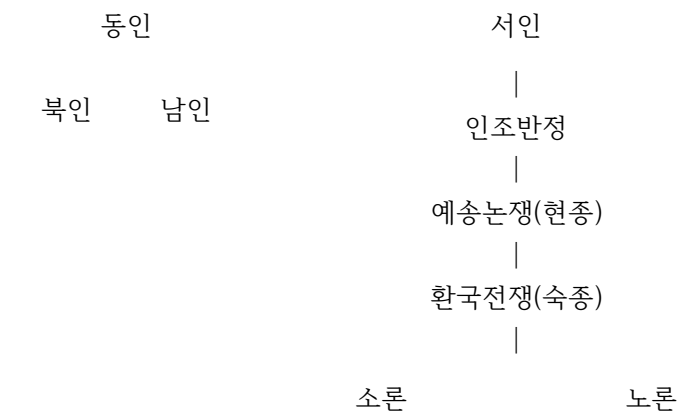 동인 서인
|
북인 남인
인조반정
|
예송논쟁(현종)
|
환국전쟁(숙종)
|
소론 노론